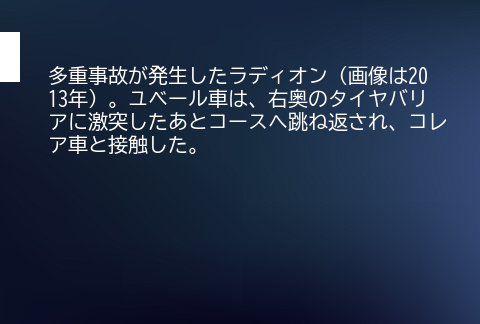 多重事故が発生したラディオン（画像は20
13年）。ユベール車は、右奥のタイヤバリ
アに激突したあとコースへ跳ね返され、コレ
ア車と接触した。